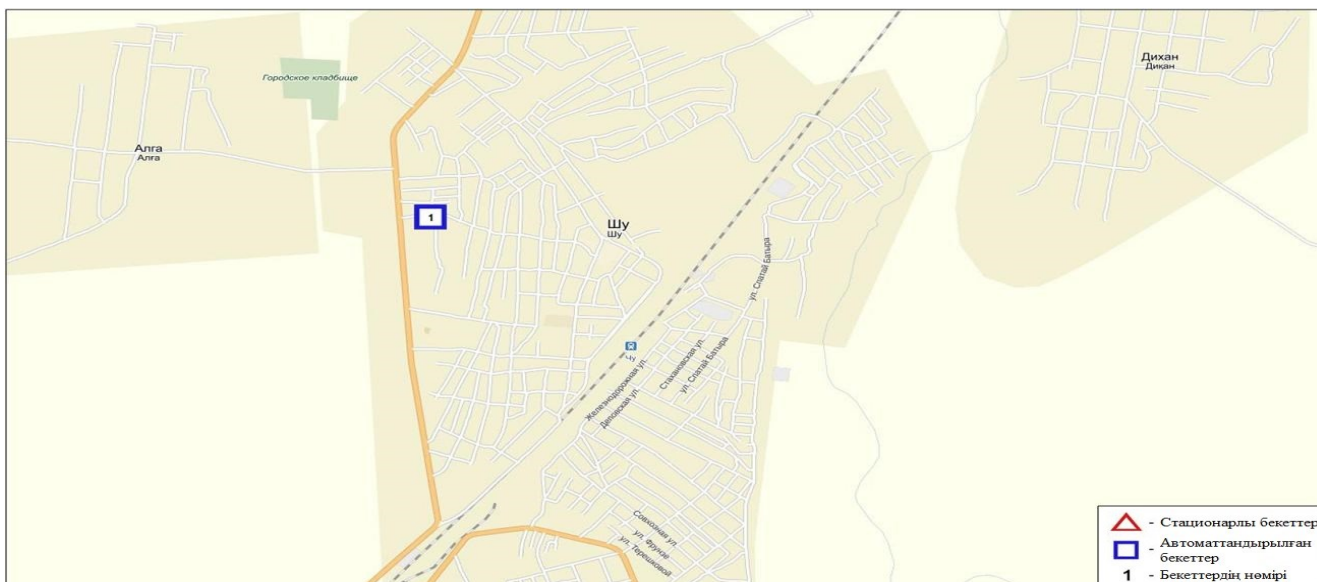 Городское кладбище
Дихан
Дикан
Алга
Алга
1
Шу
Шу
ул. Спатай Батыра
Чу
Стахановская ул.
ул. Спатай Батыра
Железнодорожная ул.
Деповская ул.
Совхозная ул.
ул. Фрунзе
ул. Терешковой
- Стационарлы бекеттер
- Автоматтандырылған
бекеттер
1 - Бекеттердің нөмірі